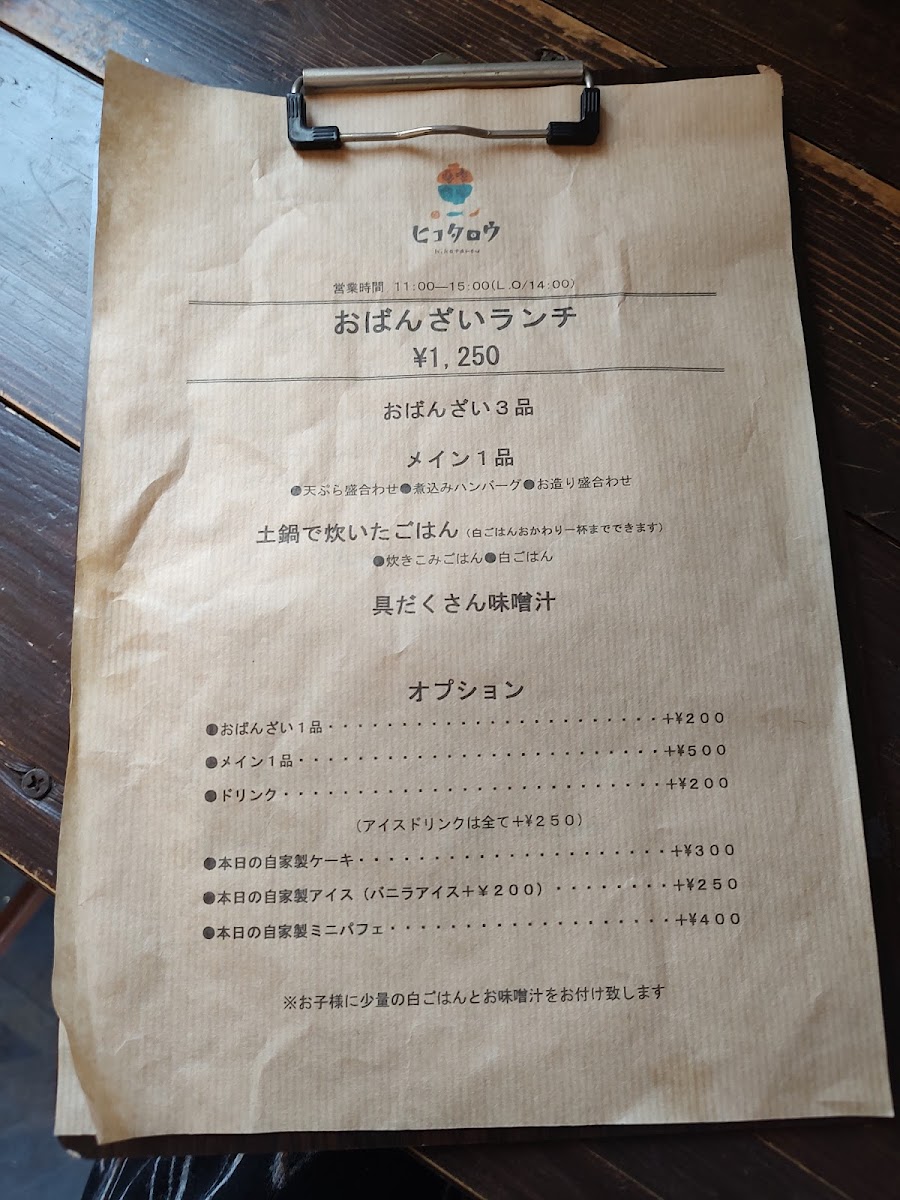 ヒコタロウ
営業時間 11:00―15:00(L.O/14:00)
おばんざいランチ
¥1,250
おばんざい３品
メイン１品
●天ぷら盛合わせ●煮込みハンバーグ●お造り盛合わせ
土鍋で炊いたごはん（白ごはんおかわり一杯までできます）
●炊きこみごはん●白ごはん
具だくさん味噌汁
オプション
●おばんざい１品・・・・・・・・・・・・・・・・・・・・・・・+¥２００
●メイン１品・・・・・・・・・・・・・・・・・・・・・・・・・+¥５００
●ドリンク・・・・・・・・・・・・・・・・・・・・・・・・・・+¥２００
（アイスドリンクは全て＋¥２５０）
●本日の自家製ケーキ・・・・・・・・・・・・・・・・・・・・・+¥３００
●本日の自家製アイス（バニラアイス＋￥２００）・・・・・・・・+¥２５０
●本日の自家製ミニパフェ・・・・・・・・・・・・・・・・・・・+¥４００
※お子様に少量の白ごはんとお味噌汁をお付け致します